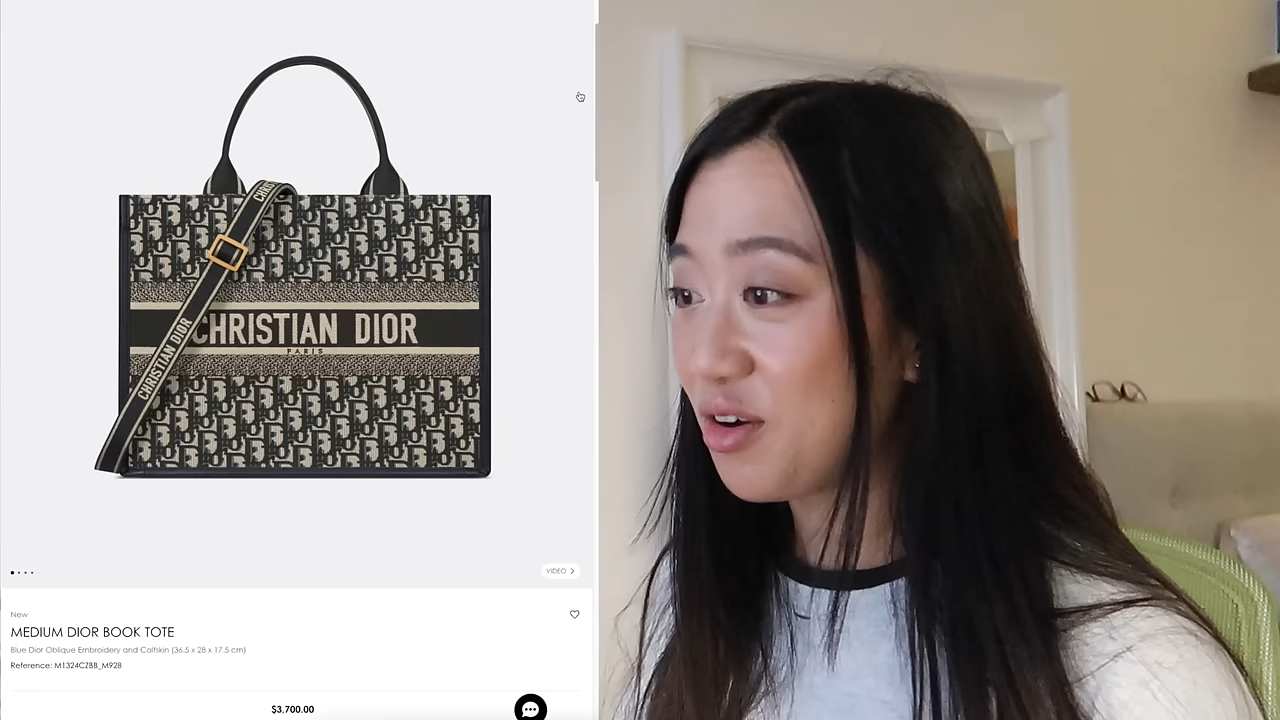 CHRIS
CHRISTIAN DIOR
PARIS
CHRISTIAN DIOR
VIDEO
New
MEDIUM DIOR BOOK TOTE
Blue Dior Oblique Embroidery and Calfskin (36.5 x 28 x 17.5 cm)
Reference: M1324CZBB_M928
$3,700.00